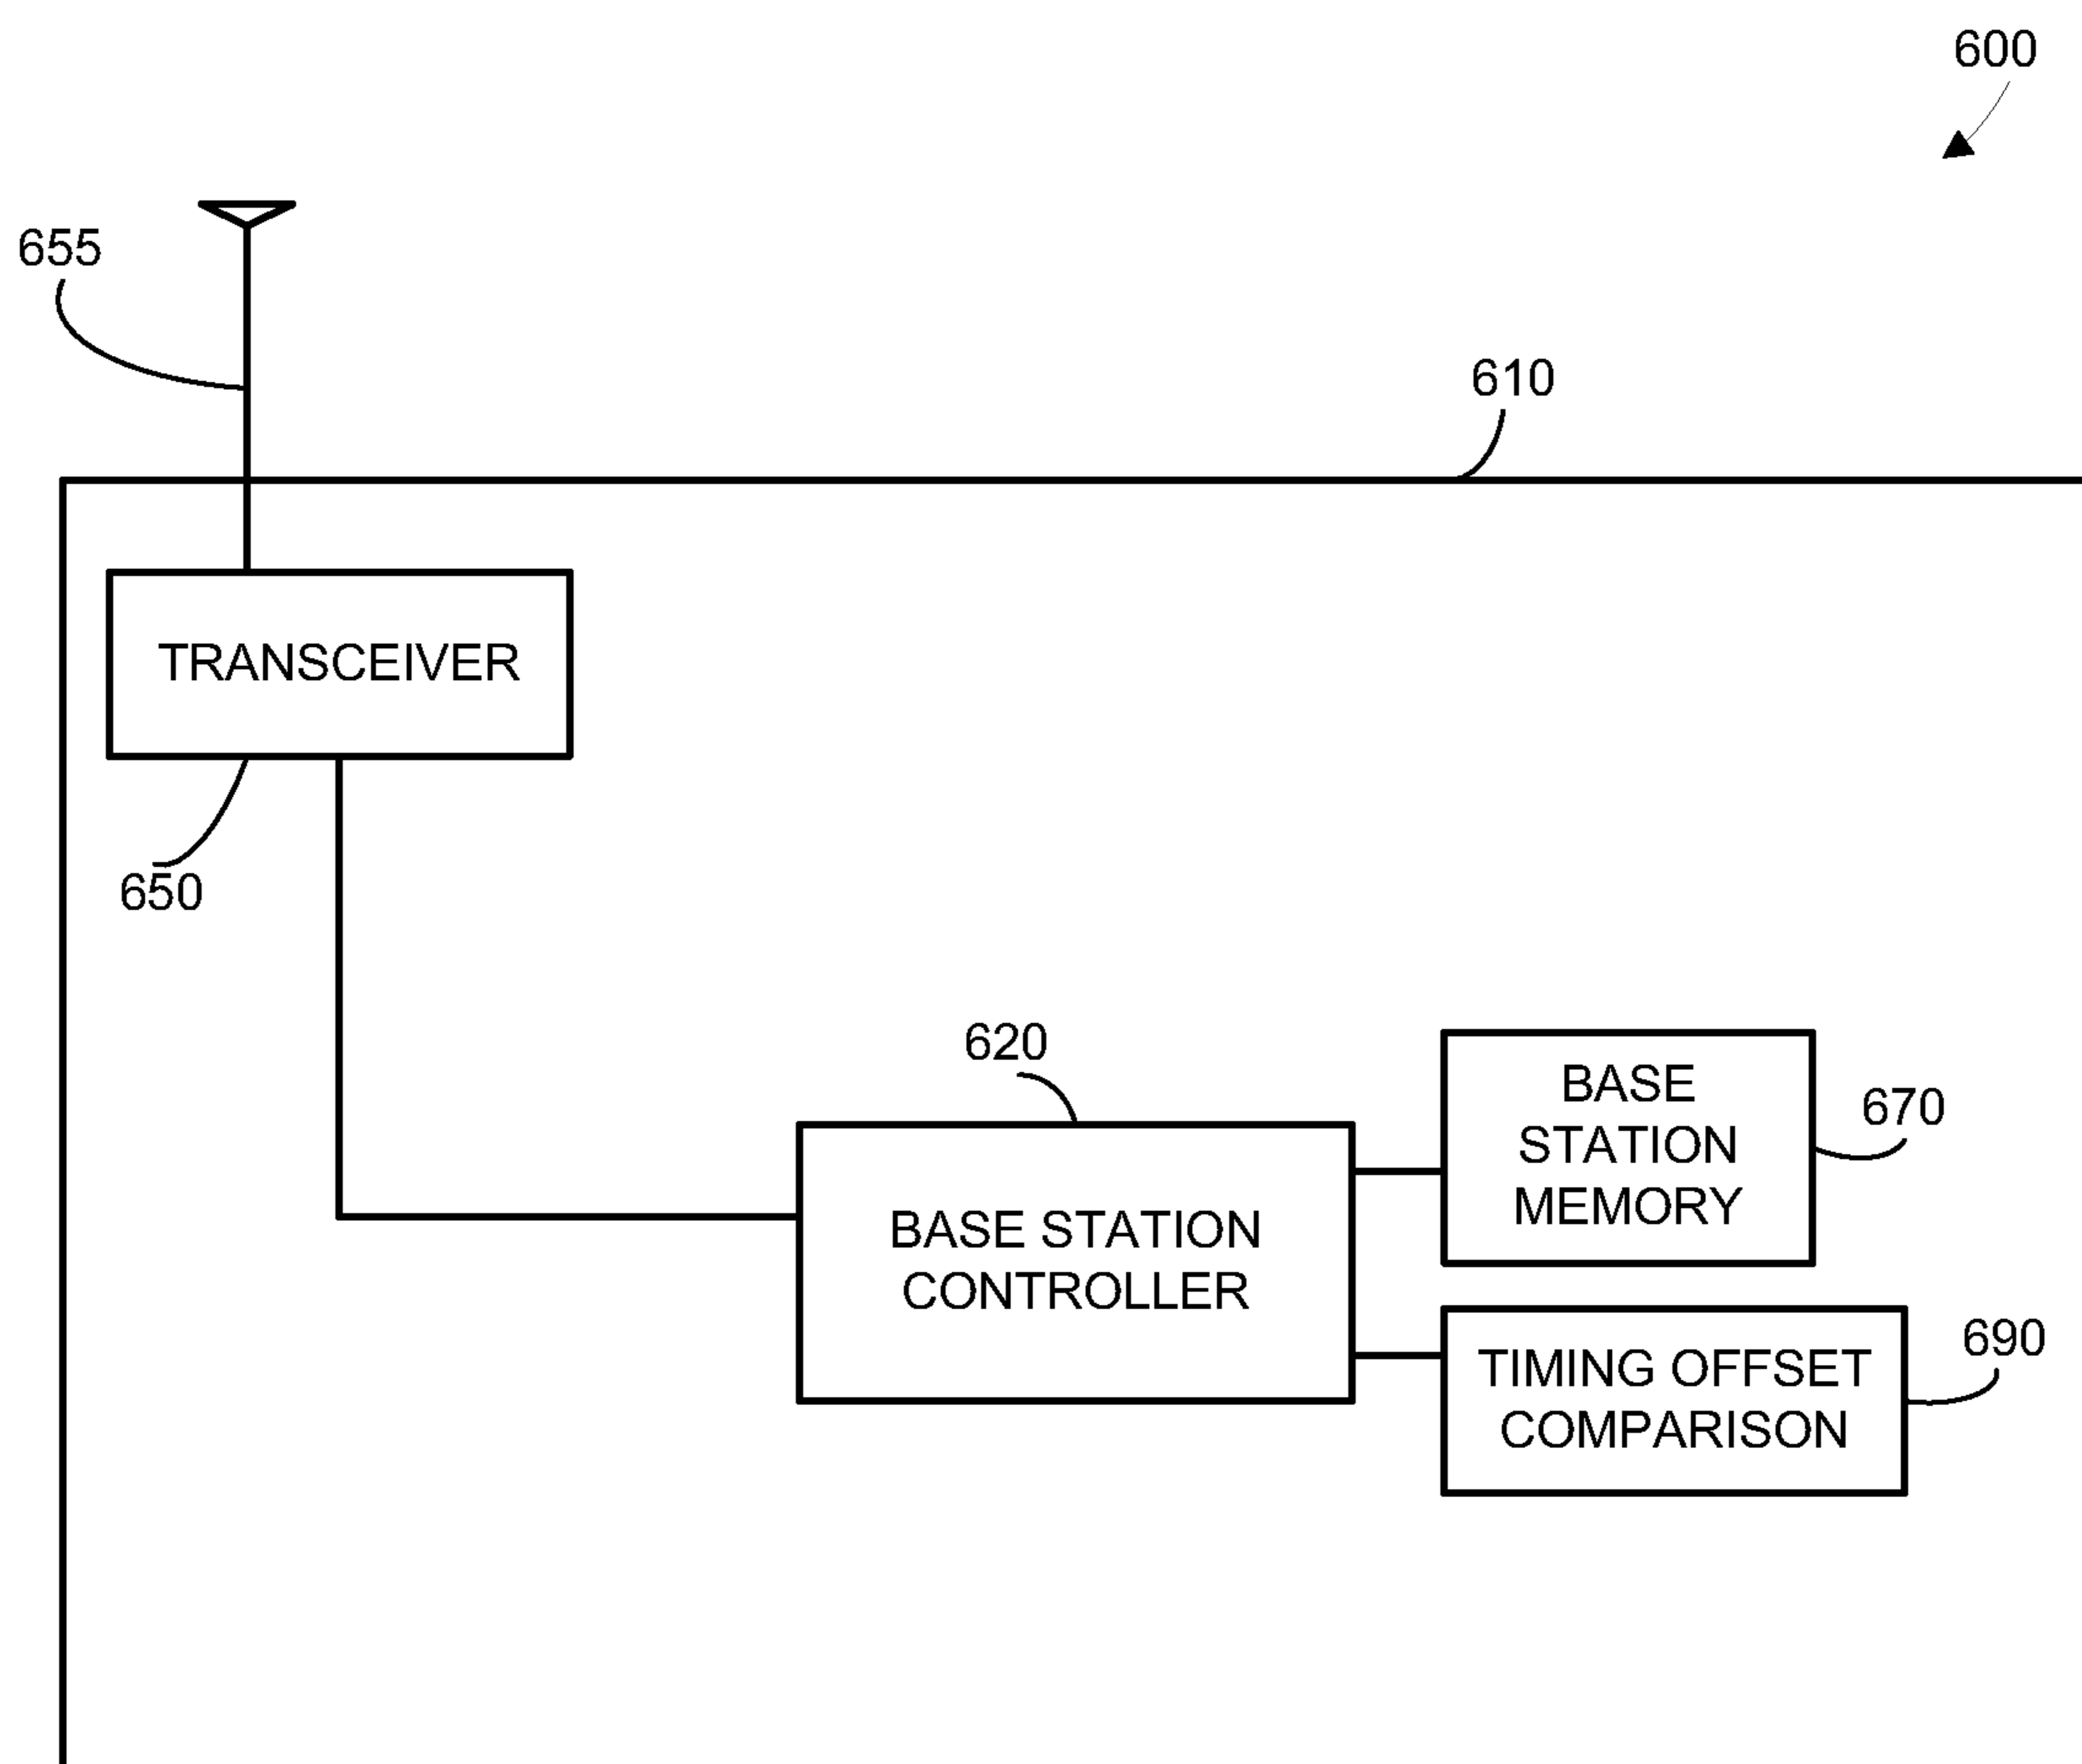 600
655
610
TRANSCEIVER
650
620
BASE
STATION
MEMORY
670
BASE STATION
CONTROLLER
690
TIMING OFFSET
COMPARISON